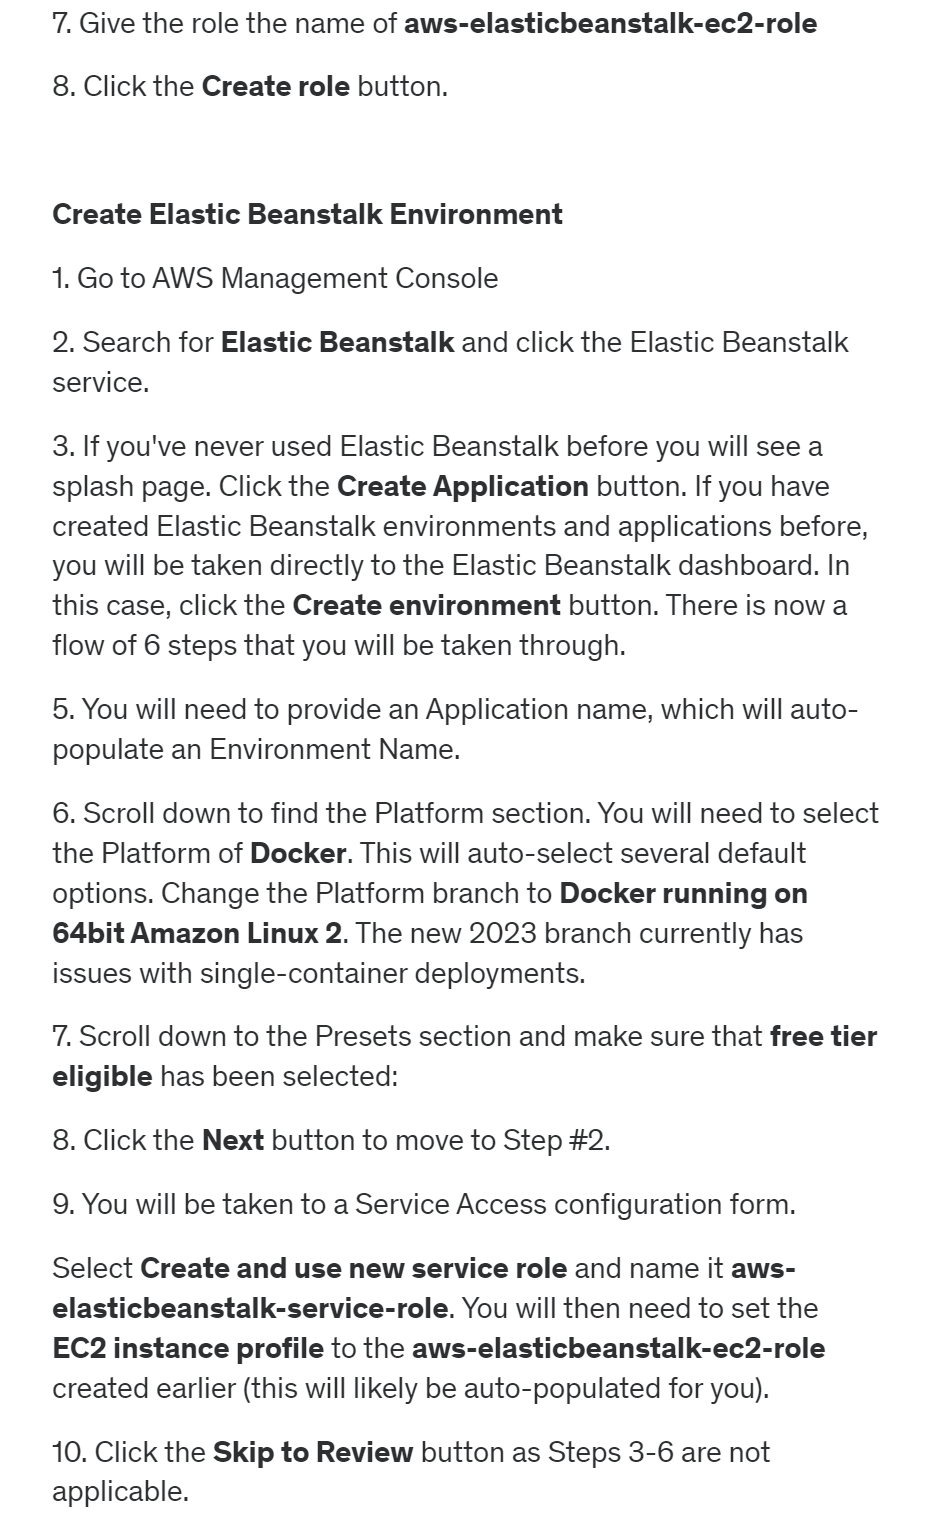 7. Give the role the name of aws-elasticbeanstalk-ec2-role
8. Click the Create role button.
Create Elastic Beanstalk Environment
1. Go to AWS Management Console
2. Search for Elastic Beanstalk and click the Elastic Beanstalk
service.
3. If you've never used Elastic Beanstalk before you will see a
splash page. Click the Create Application button. If you have
created Elastic Beanstalk environments and applications before,
you will be taken directly to the Elastic Beanstalk dashboard. In
this case, click the Create environment button. There is now a
flow of 6 steps that you will be taken through.
5. You will need to provide an Application name, which will auto-
populate an Environment Name.
6. Scroll down to find the Platform section. You will need to select
the Platform of Docker. This will auto-select several default
options. Change the Platform branch to Docker running on
64bit Amazon Linux 2. The new 2023 branch currently has
issues with single-container deployments.
7. Scroll down to the Presets section and make sure that free tier
eligible has been selected:
8. Click the Next button to move to Step #2.
9. You will be taken to a Service Access configuration form.
Select Create and use new service role and name it aws-
elasticbeanstalk-service-role. You will then need to set the
EC2 instance profile to the aws-elasticbeanstalk-ec2-role
created earlier (this will likely be auto-populated for you).
10. Click the Skip to Review button as Steps 3-6 are not
applicable.